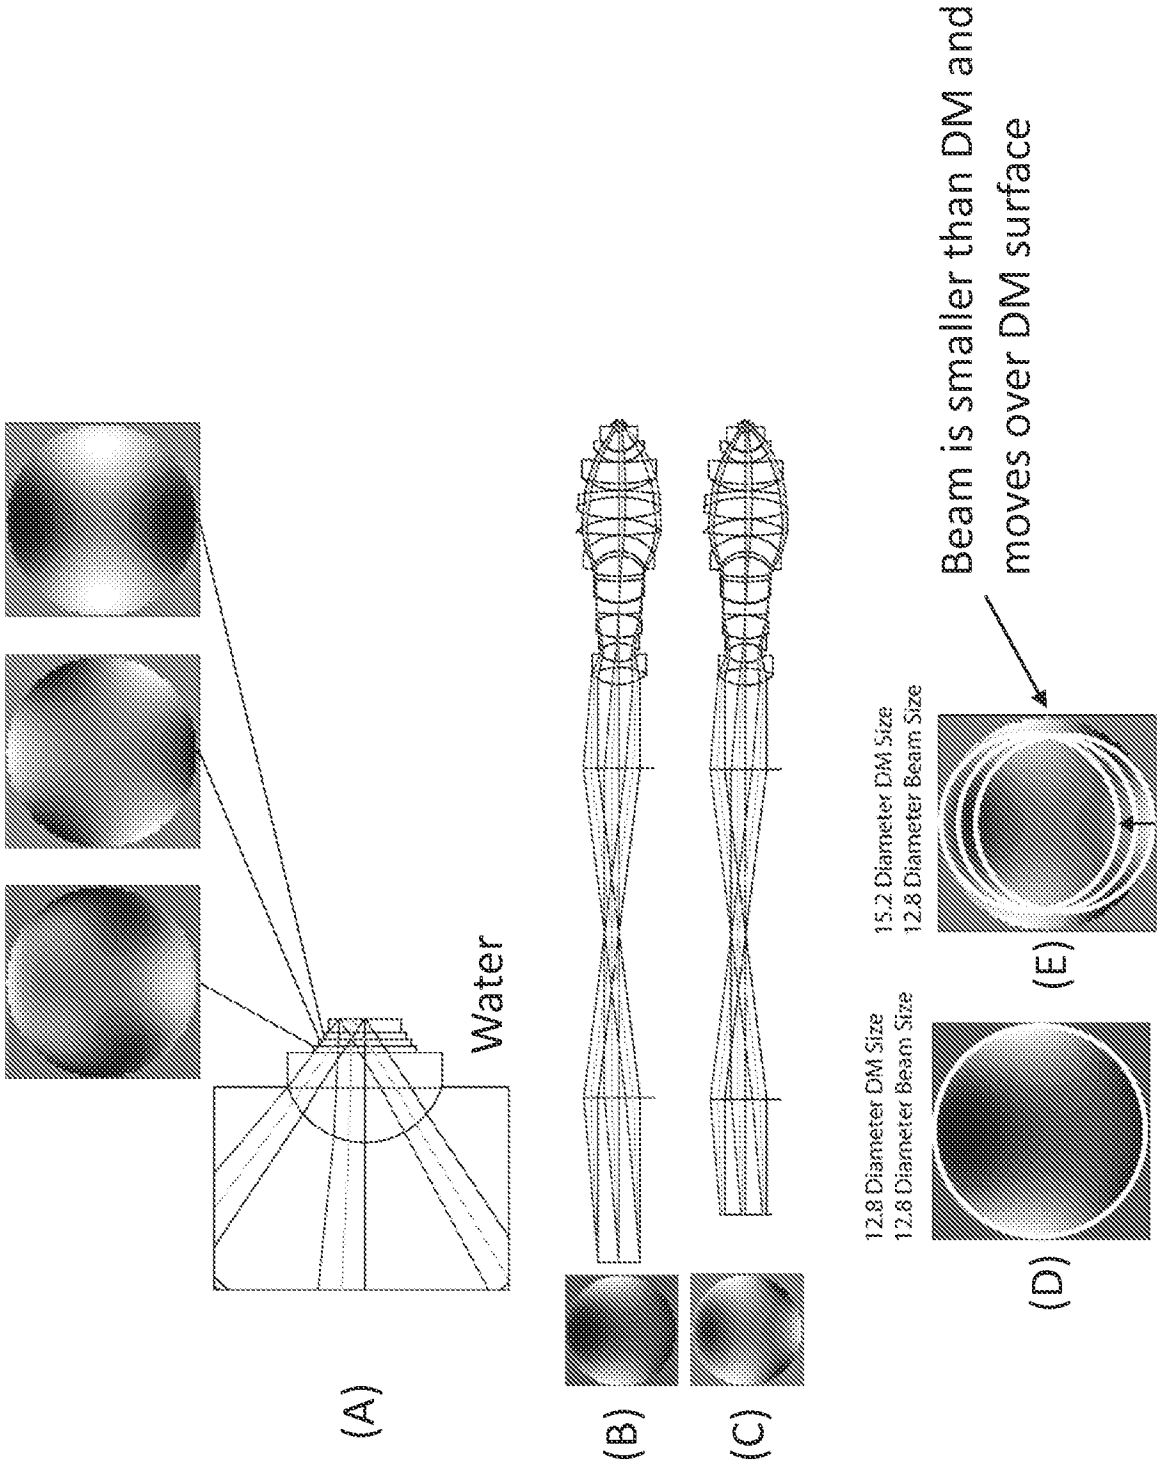 (A)
Water
(B)
(C)
12.8 Diameter DM Size
12.8 Diameter Beam Size
(D)
15.2 Diameter DM Size
12.8 Diameter Beam Size
(E)
Beam is smaller than DM and
moves over DM surface